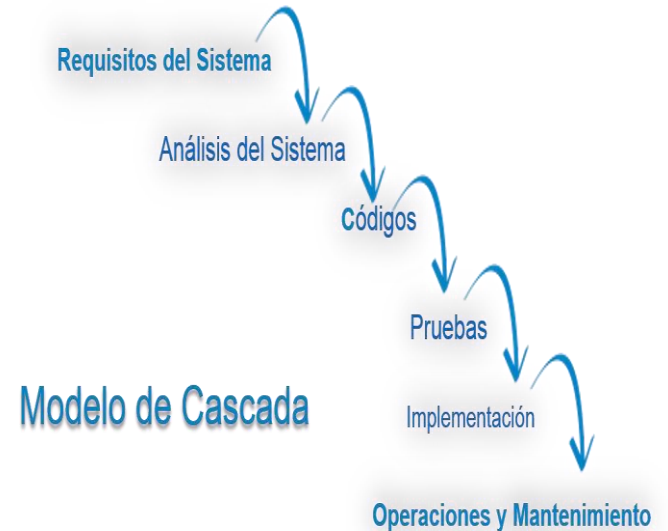 Requisitos del Sistema
Análisis del Sistema
Códigos
Pruebas
Modelo de Cascada
Implementación
Operaciones y Mantenimiento